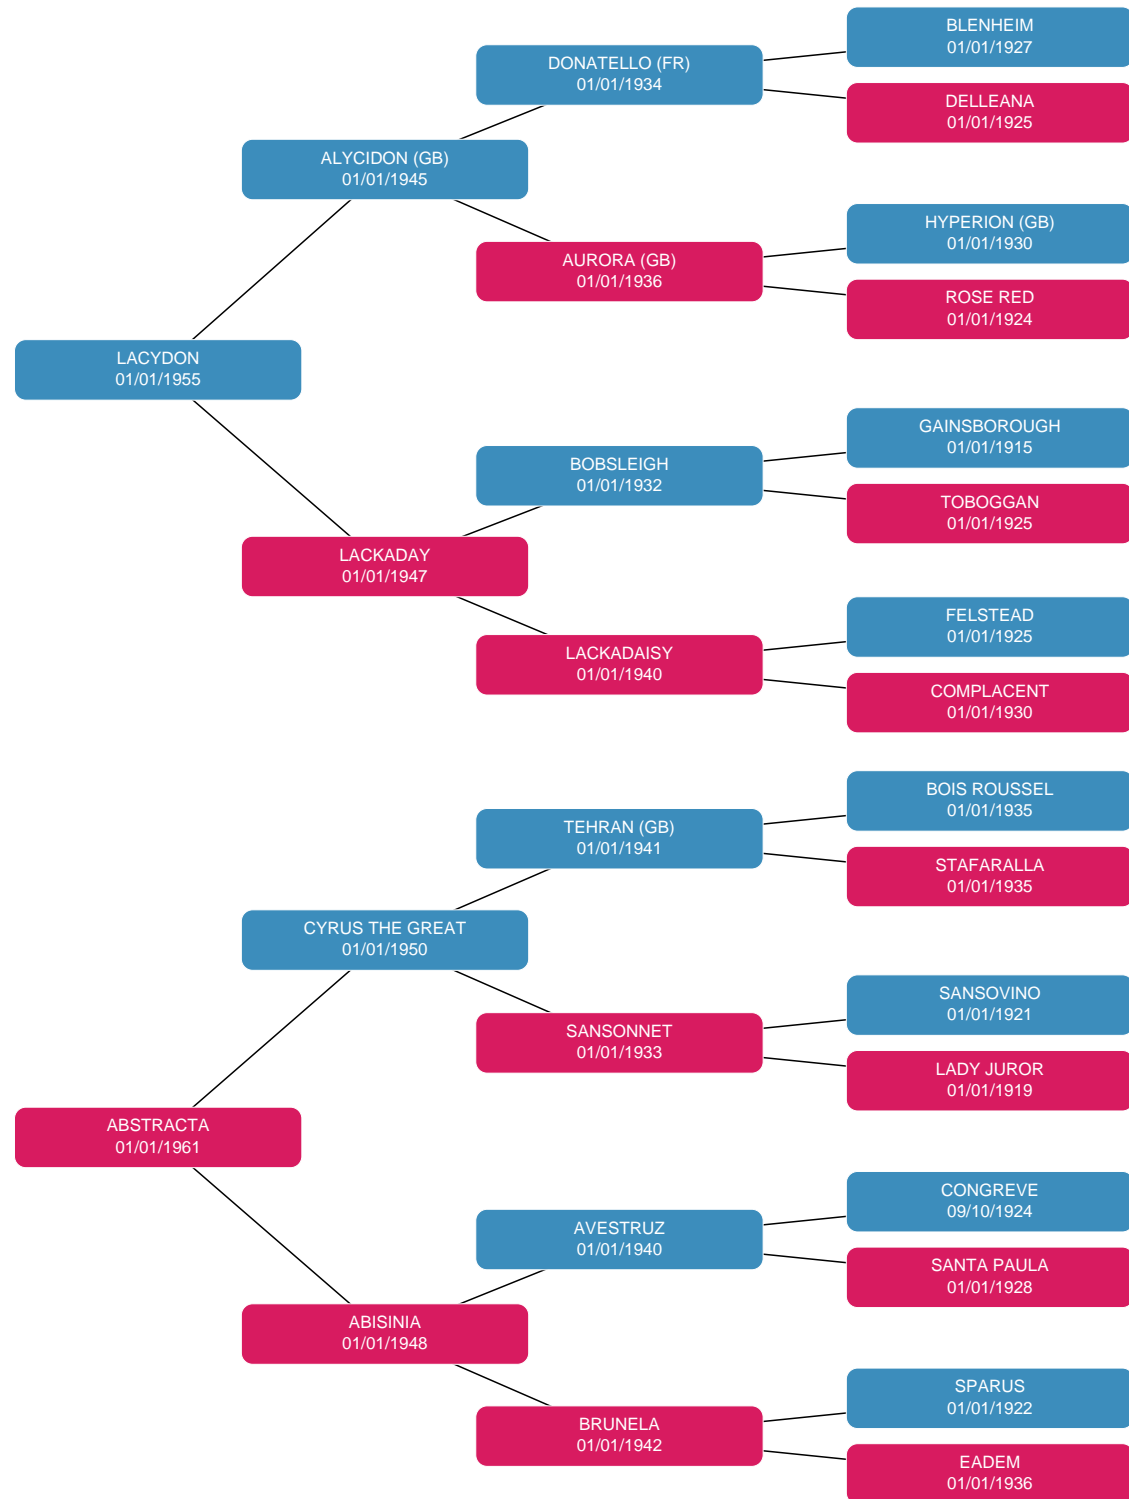 BLENHEIM
01/01/1927
DONATELLO (FR)
01/01/1934
DELLEANA
01/01/1925
ALYCIDON (GB)
01/01/1945
HYPERION (GB)
01/01/1930
AURORA (GB)
01/01/1936
ROSE RED
01/01/1924
LACYDON
01/01/1955
GAINSBOROUGH
01/01/1915
BOBSLEIGH
01/01/1932
TOBOGGAN
01/01/1925
LACKADAY
01/01/1947
FELSTEAD
01/01/1925
LACKADAISY
01/01/1940
COMPLACENT
01/01/1930
BOIS ROUSSEL
01/01/1935
TEHRAN (GB)
01/01/1941
STAFARALLA
01/01/1935
CYRUS THE GREAT
01/01/1950
SANSOVINO
01/01/1921
SANSONNET
01/01/1933
LADY JUROR
01/01/1919
ABSTRACTA
01/01/1961
CONGREVE
09/10/1924
AVESTRUZ
01/01/1940
SANTA PAULA
01/01/1928
ABISINIA
01/01/1948
SPARUS
01/01/1922
BRUNELA
01/01/1942
EADEM
01/01/1936